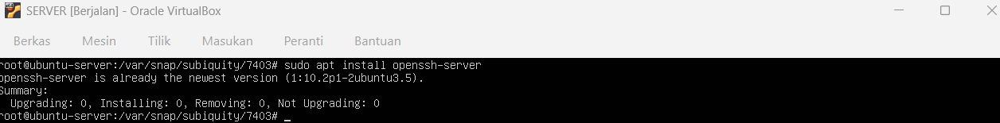 SERVER [Berjalan] - Oracle VirtualBox
Berkas Mesin Tilik Masukan Peranti Bantuan
root@ubuntu-server:/var/snap/subiquity/7403# sudo apt install openssh-server
openssh-server is already the newest version (1:10.2p1-2ubuntu3.5).
Summary:
  Upgrading: 0, Installing: 0, Removing: 0, Not Upgrading: 0
root@ubuntu-server:/var/snap/subiquity/7403# _